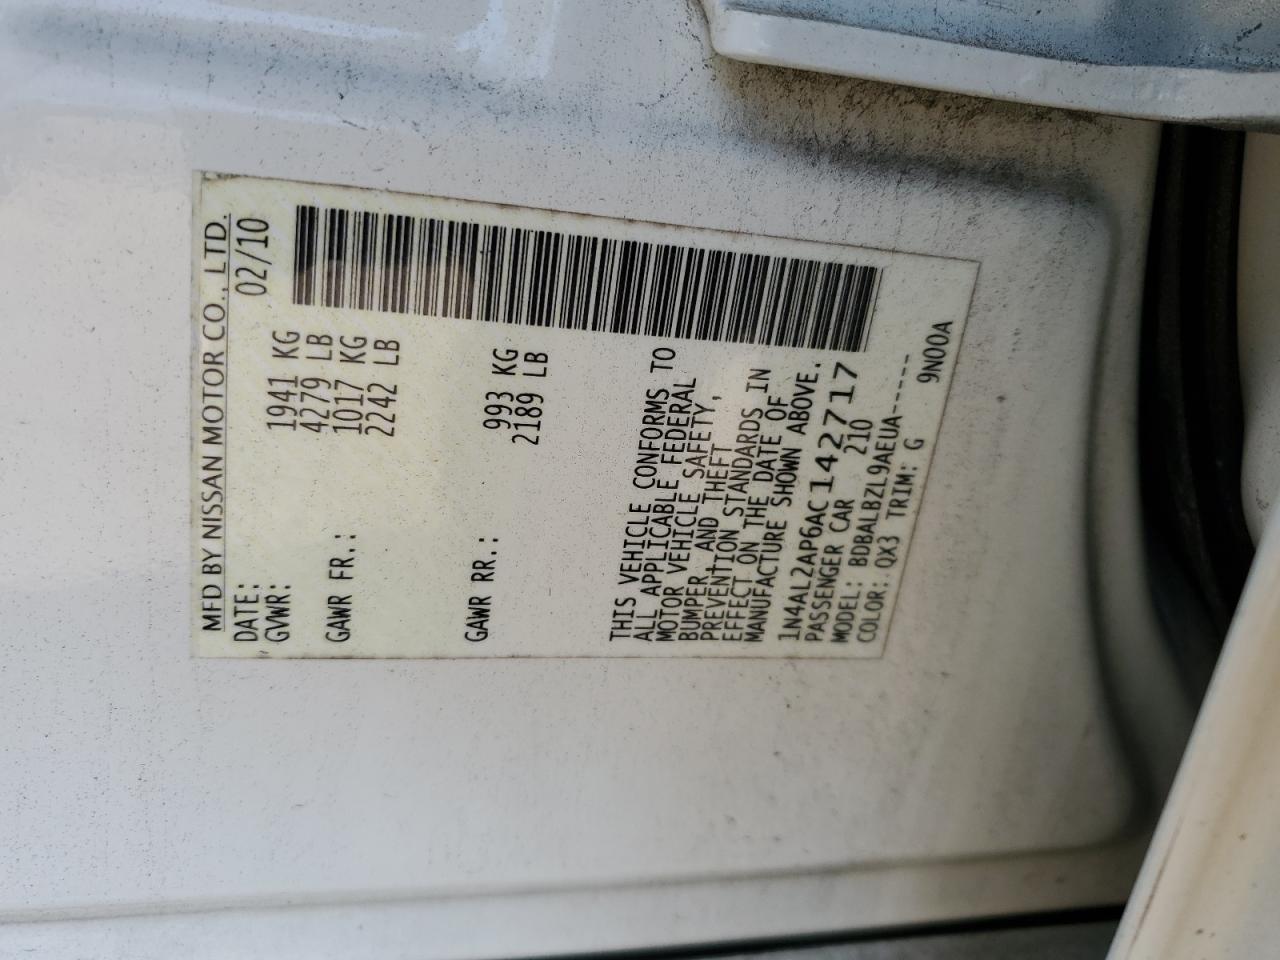 MFD BY NISSAN MOTOR CO., LTD.
DATE: 02/10
GVWR: 1941 KG
4279 LB
GAWR FR.: 1017 KG
2242 LB
GAWR RR.: 993 KG
2189 LB
THIS VEHICLE CONFORMS TO
ALL APPLICABLE FEDERAL
MOTOR VEHICLE SAFETY,
BUMPER, AND THEFT
PREVENTION STANDARDS IN
EFFECT ON THE DATE OF
MANUFACTURE SHOWN ABOVE.
1N4AL2AP6AC142717
PASSENGER CAR 210
MODEL: BDBALBZL9AEUA-----
COLOR: QX3 TRIM: G 9N00A